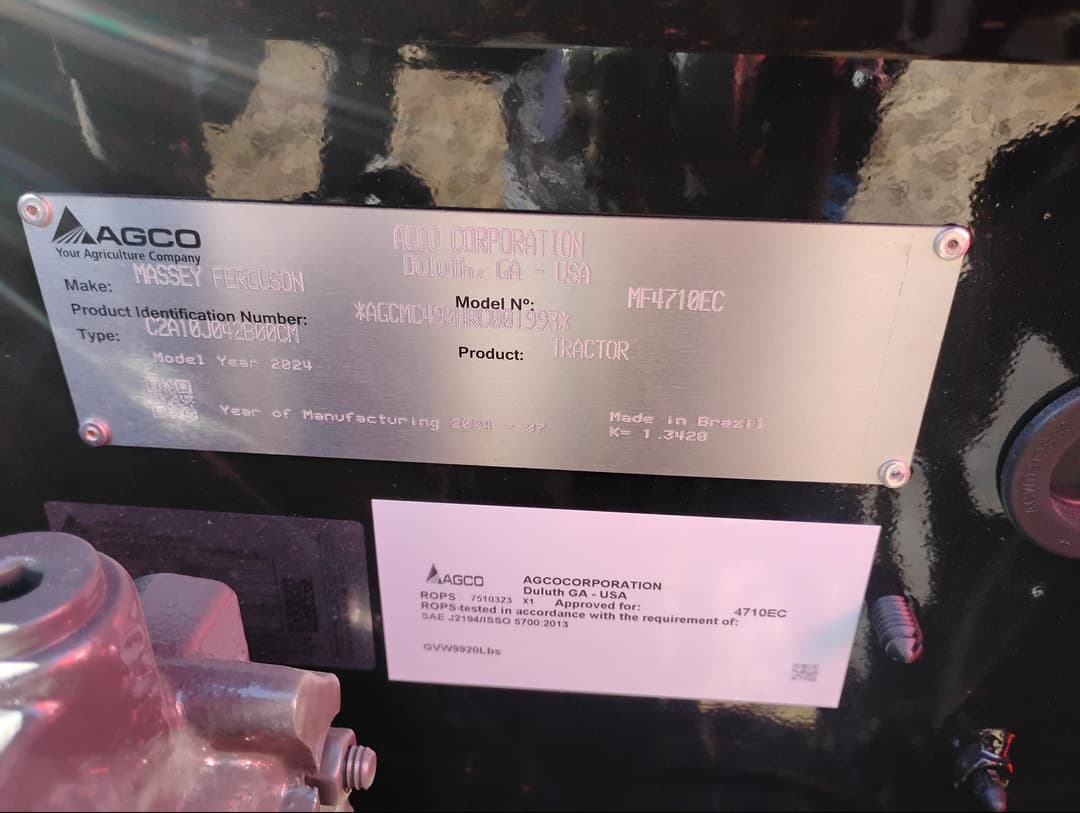 AGCO
Your Agriculture Company
AGCO CORPORATION
Duluth, GA - USA
Make: MASSEY FERGUSON
Model Nº: MF4710EC
Product Identification Number: *AGCMC490HRC001993*
Type: C2A10J042B00CM
Product: TRACTOR
Model Year 2024
Year of Manufacturing 2024 - 07
Made in Brazil
K= 1.3420
AGCO
AGCOCORPORATION
Duluth GA - USA
ROPS 7510323 X1 Approved for: 4710EC
ROPS-tested in accordance with the requirement of:
SAE J2194/ISSO 5700:2013
GVW9920Lbs